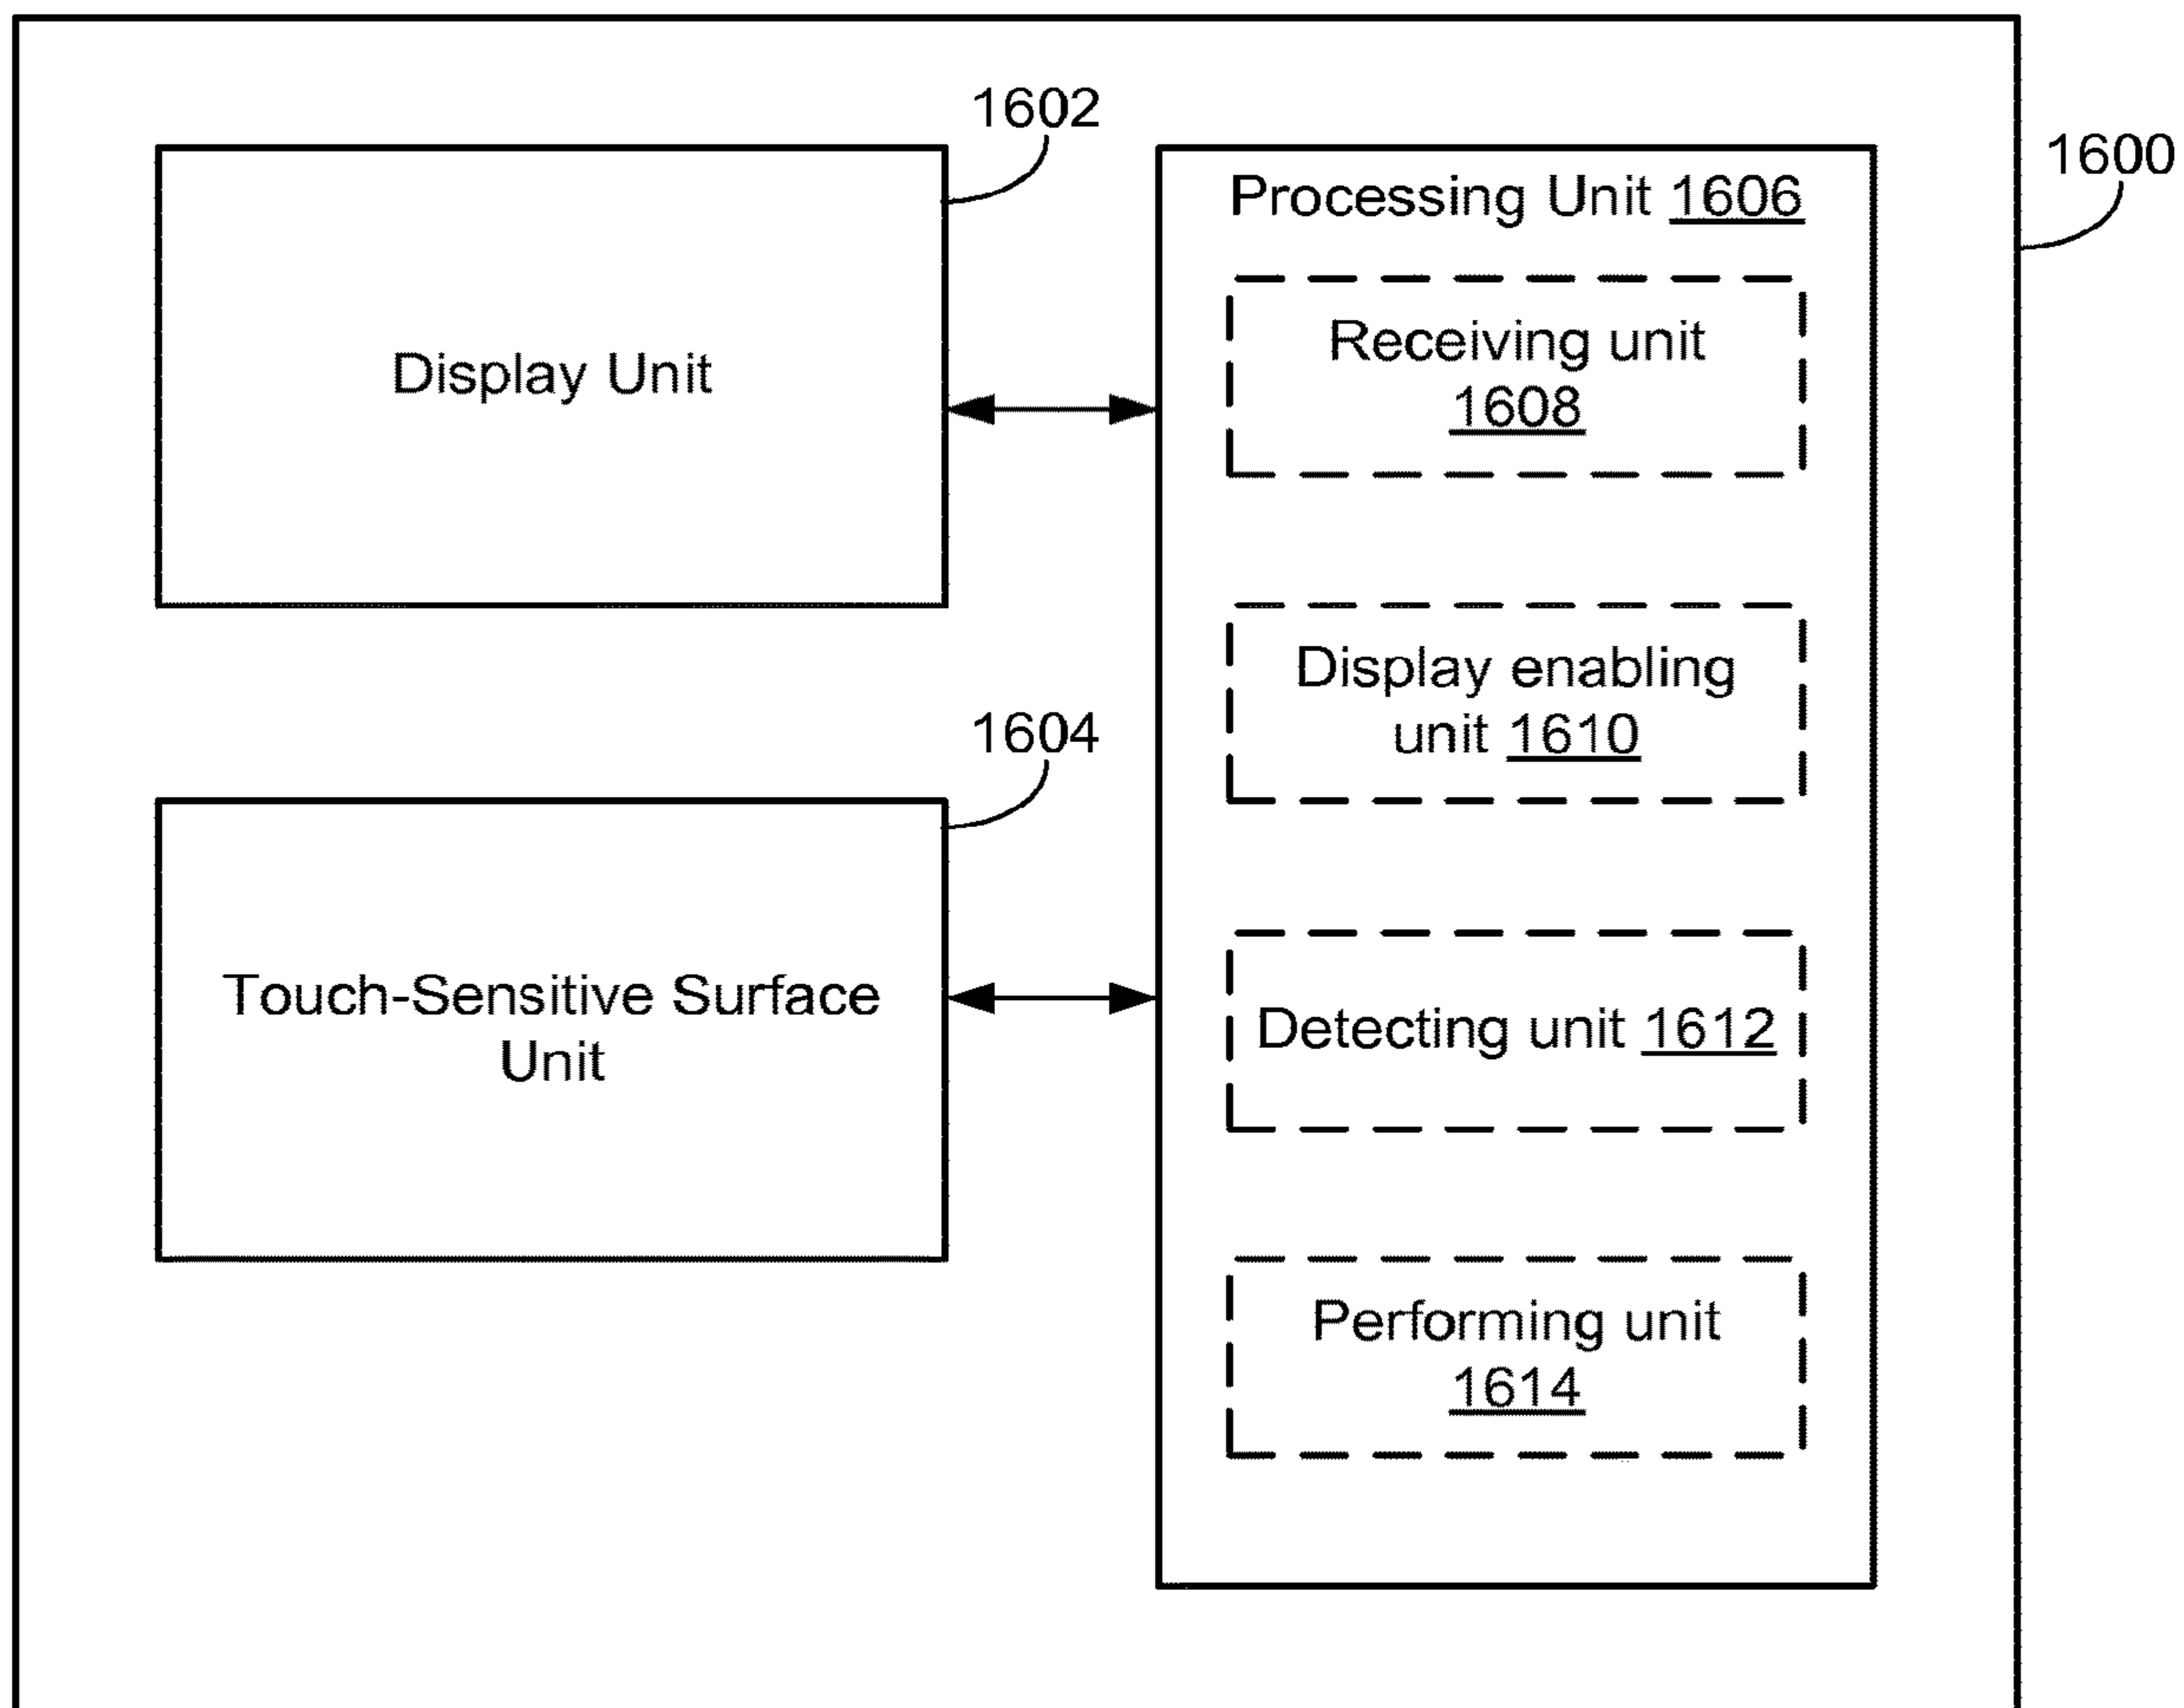 1602
1600
Display Unit
Processing Unit 1606
Receiving unit
1608
Display enabling
unit 1610
1604
Touch-Sensitive Surface
Unit
Detecting unit 1612
Performing unit
1614